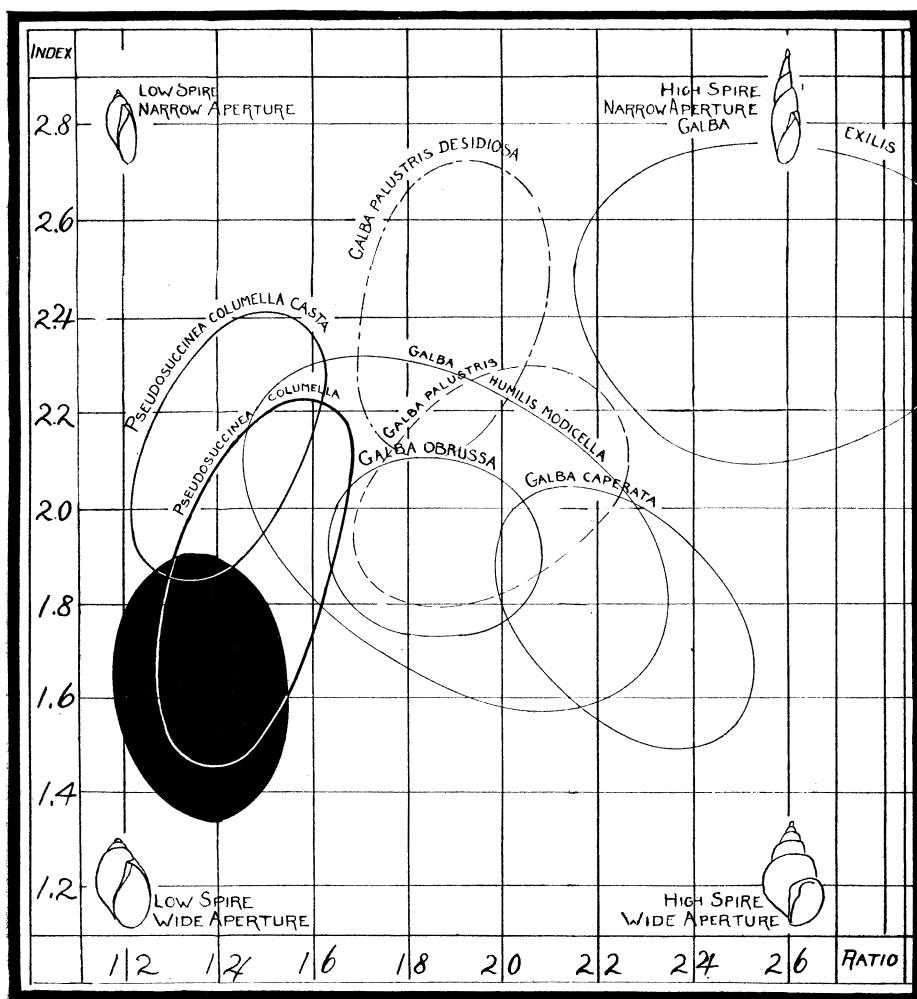 INDEX
LOW SPIRE
NARROW APERTURE
HIGH SPIRE
NARROW APERTURE
GALBA
EXILIS
2.8
GALBA PALUSTRIS DESIDIOSA
2.6
2.4
PSEUDOSUCCINEA COLUMELLA CASTA
GALBA HUMILIS MODICELLA
GALBA PALUSTRIS
PSEUDOSUCCINEA COLUMELLA
2.2
GALBA OBRUSSA
GALBA CAPERATA
2.0
1.8
1.6
1.4
1.2
LOW SPIRE
WIDE APERTURE
HIGH SPIRE
WIDE APERTURE
1.2 1.4 1.6 1.8 2.0 2.2 2.4 2.6 RATIO